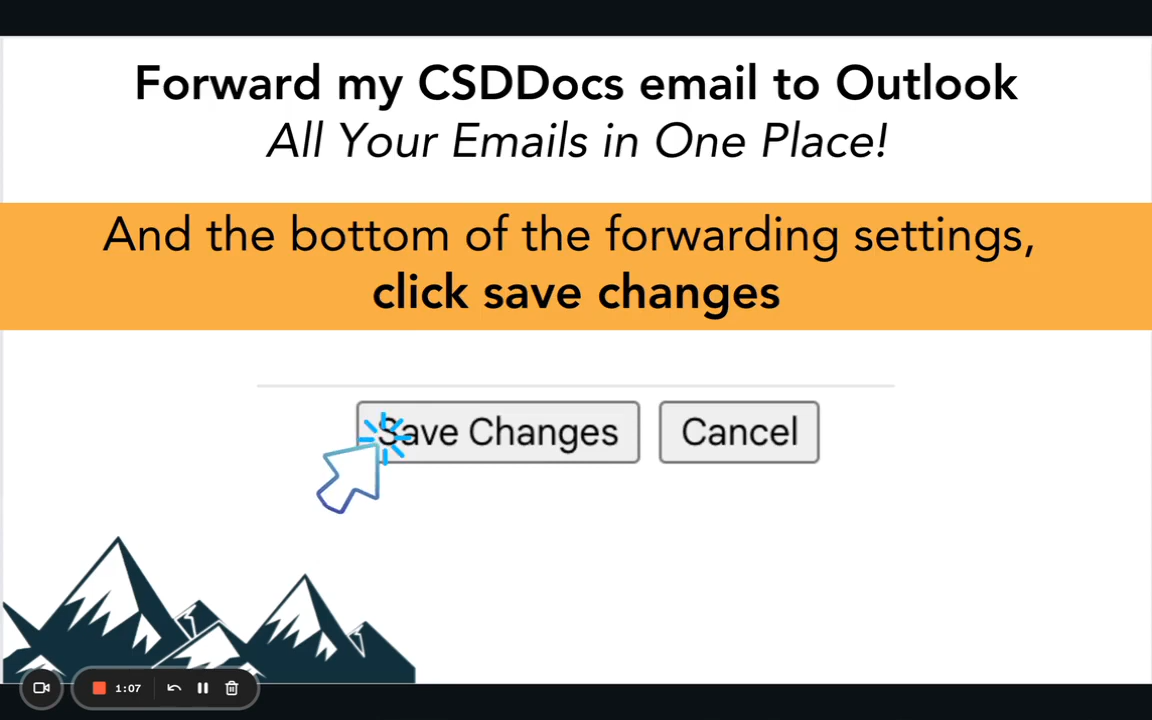 Forward my CSDDocs email to Outlook
All Your Emails in One Place!
And the bottom of the forwarding settings,
click save changes
Save Changes
Cancel
1:07